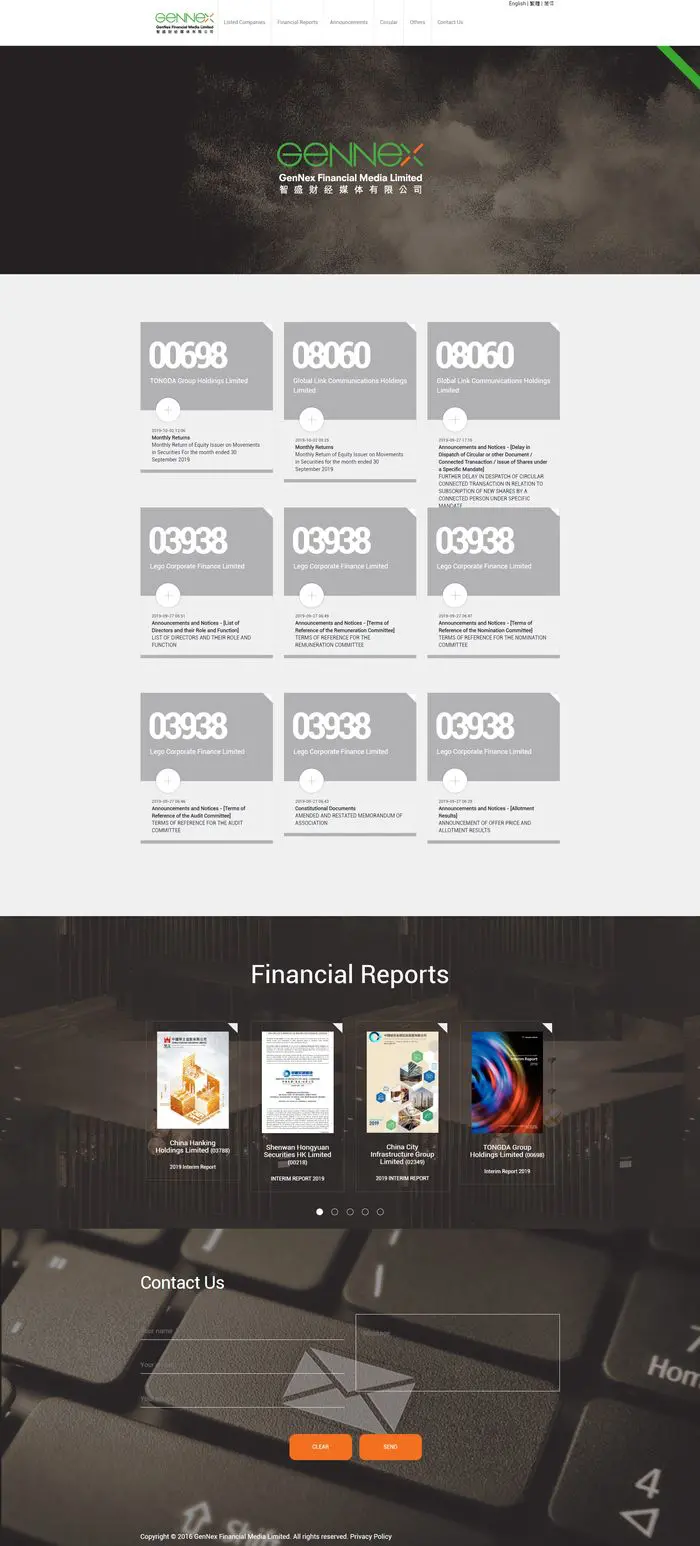 English | 繁體 | 简体
GENNEX
GenNex Financial Media Limited
智盛财经媒体有限公司
Listed Companies
Financial Reports
Announcements
Circular
Others
Contact Us
GENNEX
GenNex Financial Media Limited
智盛财经媒体有限公司
00698
TONGDA Group Holdings Limited
2019-10-02 12:06
Monthly Returns
Monthly Return of Equity Issuer on Movements
in Securities For the month ended 30
September 2019
08060
Global Link Communications Holdings
Limited
2019-10-02 09:25
Monthly Returns
Monthly Return of Equity Issuer on Movements
in Securities for the month ended 30
September 2019
08060
Global Link Communications Holdings
Limited
2019-09-27 17:16
Announcements and Notices - [Delay in
Dispatch of Circular or other Document /
Connected Transaction / Issue of Shares under
a Specific Mandate]
FURTHER DELAY IN DESPATCH OF CIRCULAR
CONNECTED TRANSACTION IN RELATION TO
SUBSCRIPTION OF NEW SHARES BY A
CONNECTED PERSON UNDER SPECIFIC
MANDATE
03938
Lego Corporate Finance Limited
2019-09-27 06:51
Announcements and Notices - [List of
Directors and their Role and Function]
LIST OF DIRECTORS AND THEIR ROLE AND
FUNCTION
03938
Lego Corporate Finance Limited
2019-09-27 06:49
Announcements and Notices - [Terms of
Reference of the Remuneration Committee]
TERMS OF REFERENCE FOR THE
REMUNERATION COMMITTEE
03938
Lego Corporate Finance Limited
2019-09-27 06:47
Announcements and Notices - [Terms of
Reference of the Nomination Committee]
TERMS OF REFERENCE FOR THE NOMINATION
COMMITTEE
03938
Lego Corporate Finance Limited
2019-09-27 06:46
Announcements and Notices - [Terms of
Reference of the Audit Committee]
TERMS OF REFERENCE FOR THE AUDIT
COMMITTEE
03938
Lego Corporate Finance Limited
2019-09-27 06:42
Constitutional Documents
AMENDED AND RESTATED MEMORANDUM OF
ASSOCIATION
03938
Lego Corporate Finance Limited
Announcements and Notices - [Allotment
Results]
ANNOUNCEMENT OF OFFER PRICE AND
ALLOTMENT RESULTS
Financial Reports
China Hanking
Holdings Limited (03788)
2019 Interim Report
Shenwan Hongyuan
Securities HK Limited
(00218)
INTERIM REPORT 2019
2019
China City
Infrastructure Group
Limited (02349)
2019 INTERIM REPORT
Interim Report
2019
TONGDA Group
Holdings Limited (00698)
Interim Report 2019
Contact Us
Your name
Message
Your
7
Home
CLEAR
SEND
4
Copyright © 2016 GenNex Financial Media Limited. All rights reserved. Privacy Policy